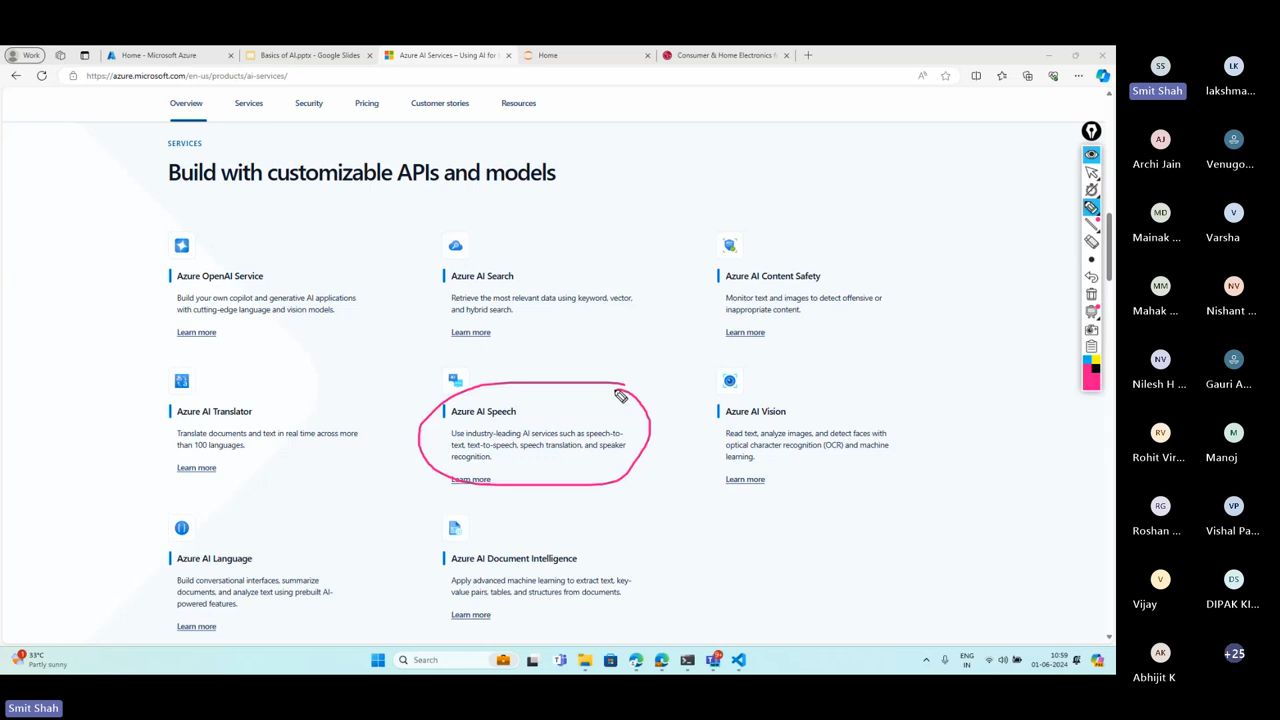 Work
Home - Microsoft Azure
Basics of AI.pptx - Google Slides
Azure AI Services – Using AI for
Home
Consumer & Home Electronics
https://azure.microsoft.com/en-us/products/ai-services/
Overview
Services
Security
Pricing
Customer stories
Resources
SERVICES
Build with customizable APIs and models
Azure OpenAI Service
Build your own copilot and generative AI applications
with cutting-edge language and vision models.
Learn more
Azure AI Search
Retrieve the most relevant data using keyword, vector,
and hybrid search.
Learn more
Azure AI Content Safety
Monitor text and images to detect offensive or
inappropriate content.
Learn more
Azure AI Translator
Translate documents and text in real time across more
than 100 languages.
Learn more
Azure AI Speech
Use industry-leading AI services such as speech-to-
text, text-to-speech, speech translation, and speaker
recognition.
Learn more
Azure AI Vision
Read text, analyze images, and detect faces with
optical character recognition (OCR) and machine
learning.
Learn more
Azure AI Language
Build conversational interfaces, summarize
documents, and analyze text using prebuilt AI-
powered features.
Learn more
Azure AI Document Intelligence
Apply advanced machine learning to extract text, key-
value pairs, tables, and structures from documents.
Learn more
33°C
Partly sunny
Search
ENG
IN
10:59
01-06-2024
SS
Smit Shah
LK
lakshma...
AJ
Archi Jain
Venugo...
MD
Mainak ...
V
Varsha
MM
Mahak ...
NV
Nishant ...
NV
Nilesh H ...
Gauri A...
RV
Rohit Vir...
M
Manoj
RG
Roshan ...
VP
Vishal Pa...
V
Vijay
DS
DIPAK KI...
AK
Abhijit K
+25
Smit Shah